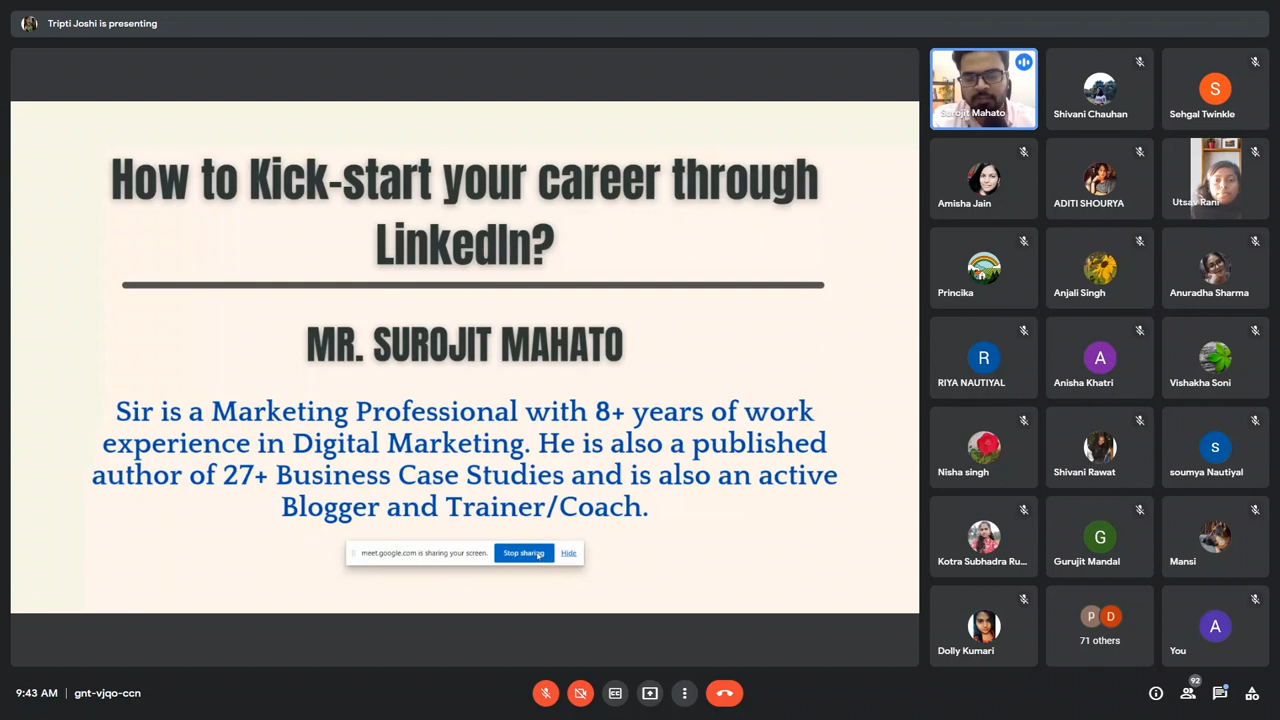 Tripti Joshi is presenting
How to Kick-start your career through
LinkedIn?
MR. SUROJIT MAHATO
Sir is a Marketing Professional with 8+ years of work
experience in Digital Marketing. He is also a published
author of 27+ Business Case Studies and is also an active
Blogger and Trainer/Coach.
meet.google.com is sharing your screen.
Stop sharing
Hide
Surojit Mahato
Shivani Chauhan
S
Sehgal Twinkle
Amisha Jain
ADITI SHOURYA
Utsav Rani
Princika
Anjali Singh
Anuradha Sharma
R
RIYA NAUTIYAL
A
Anisha Khatri
Vishakha Soni
Nisha singh
Shivani Rawat
s
soumya Nautiyal
Kotra Subhadra Ru...
G
Gurujit Mandal
Mansi
Dolly Kumari
P D
71 others
A
You
9:43 AM | gnt-vjqo-ccn
92